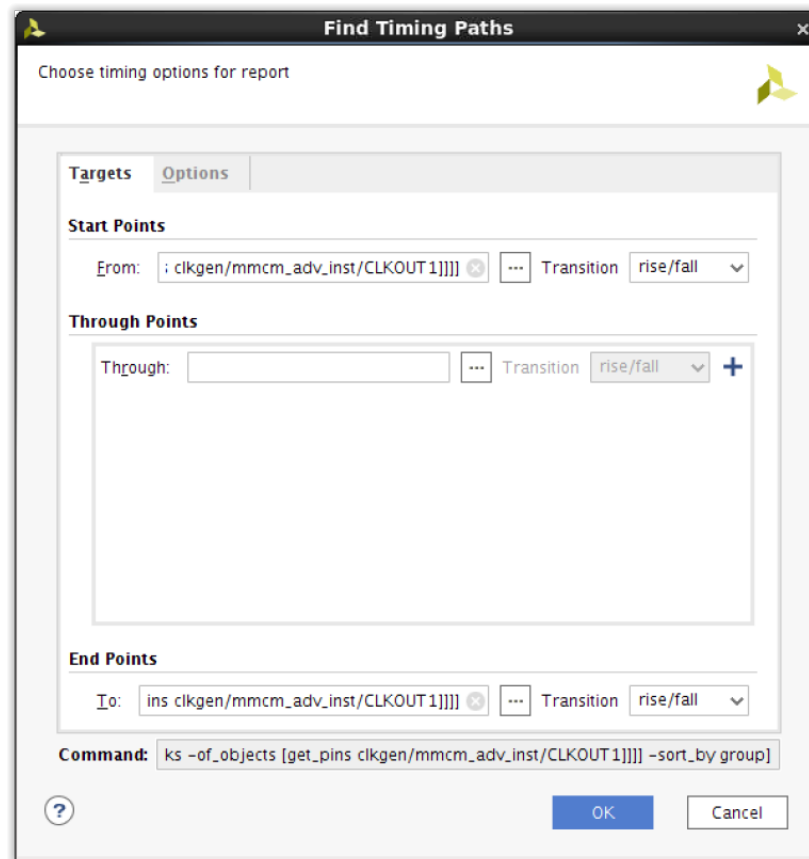 Find Timing Paths ×
Choose timing options for report
Targets Options
Start Points
From: clkgen/mmcm_adv_inst/CLKOUT1]]]] ... Transition rise/fall
Through Points
Through: ... Transition rise/fall +
End Points
To: ins clkgen/mmcm_adv_inst/CLKOUT1]]]] ... Transition rise/fall
Command: ks -of_objects [get_pins clkgen/mmcm_adv_inst/CLKOUT1]]]] -sort_by group]
? OK Cancel